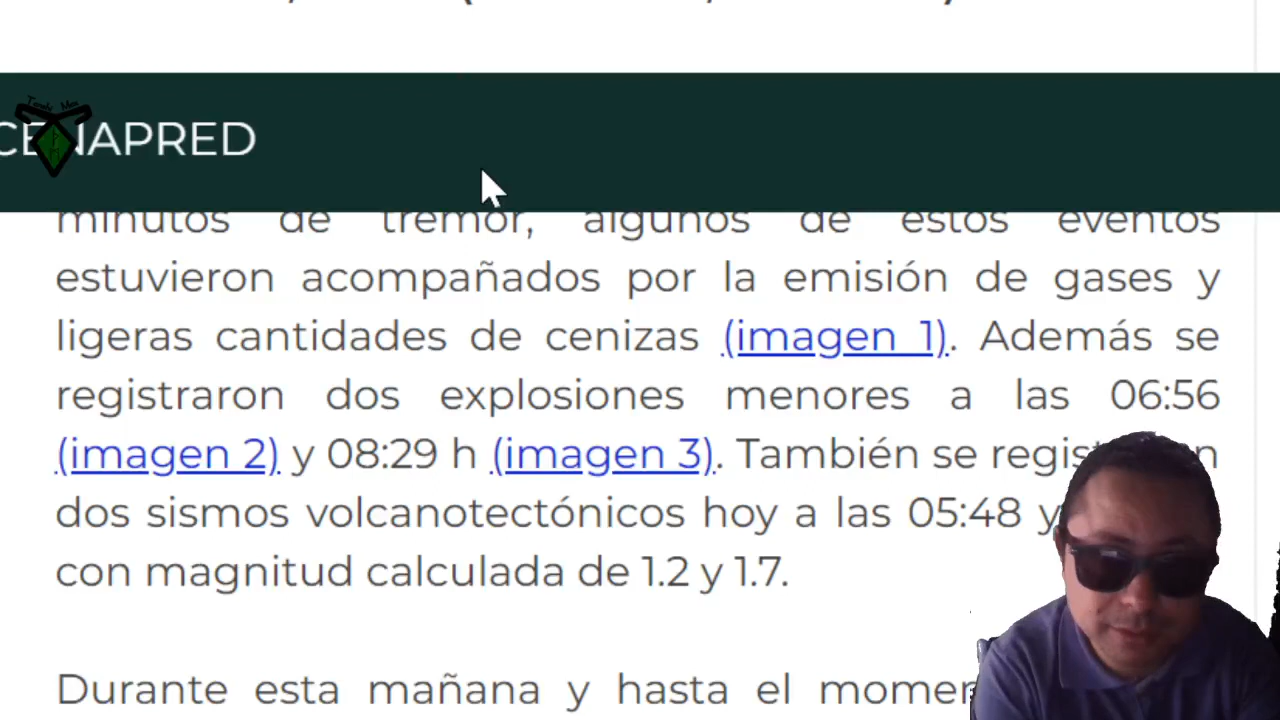 CENAPRED
minutos de tremor, algunos de estos eventos
estuvieron acompañados por la emisión de gases y
ligeras cantidades de cenizas (imagen 1). Además se
registraron dos explosiones menores a las 06:56
(imagen 2) y 08:29 h (imagen 3). También se
dos sismos volcanotectónicos hoy a las 05:48 y
con magnitud calculada de 1.2 y 1.7.
Durante esta mañana y hasta el